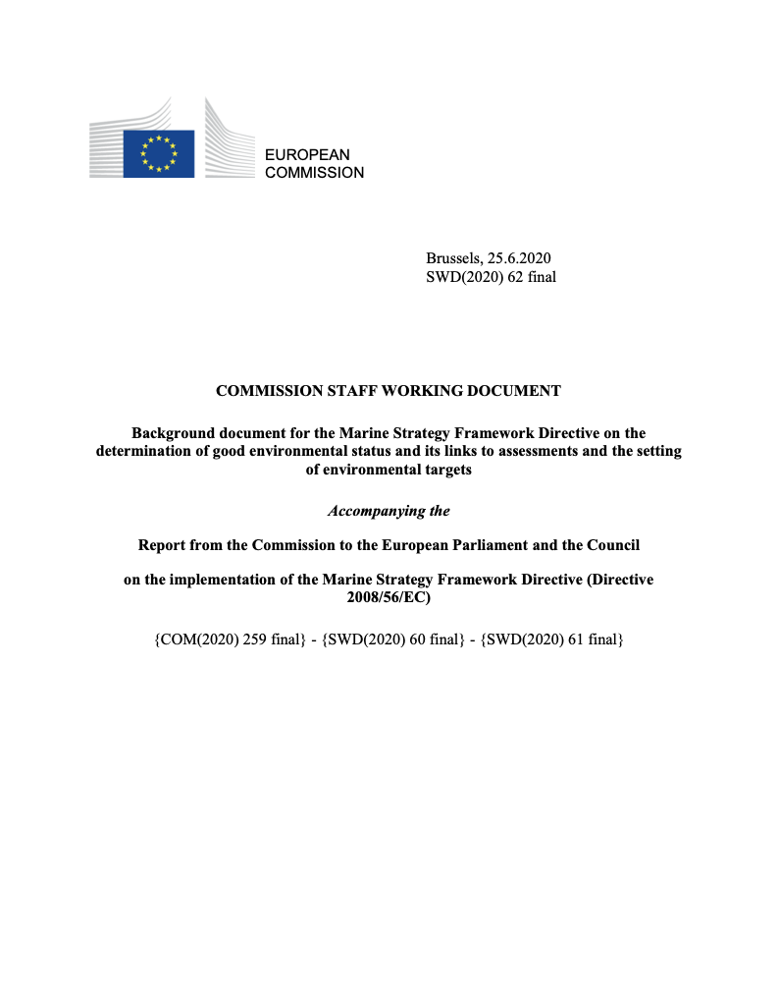 EUROPEAN
COMMISSION
Brussels, 25.6.2020
SWD(2020) 62 final
COMMISSION STAFF WORKING DOCUMENT
Background document for the Marine Strategy Framework Directive on the
determination of good environmental status and its links to assessments and the setting
of environmental targets
Accompanying the
Report from the Commission to the European Parliament and the Council
on the implementation of the Marine Strategy Framework Directive (Directive
2008/56/EC)
{COM(2020) 259 final} - {SWD(2020) 60 final} - {SWD(2020) 61 final}